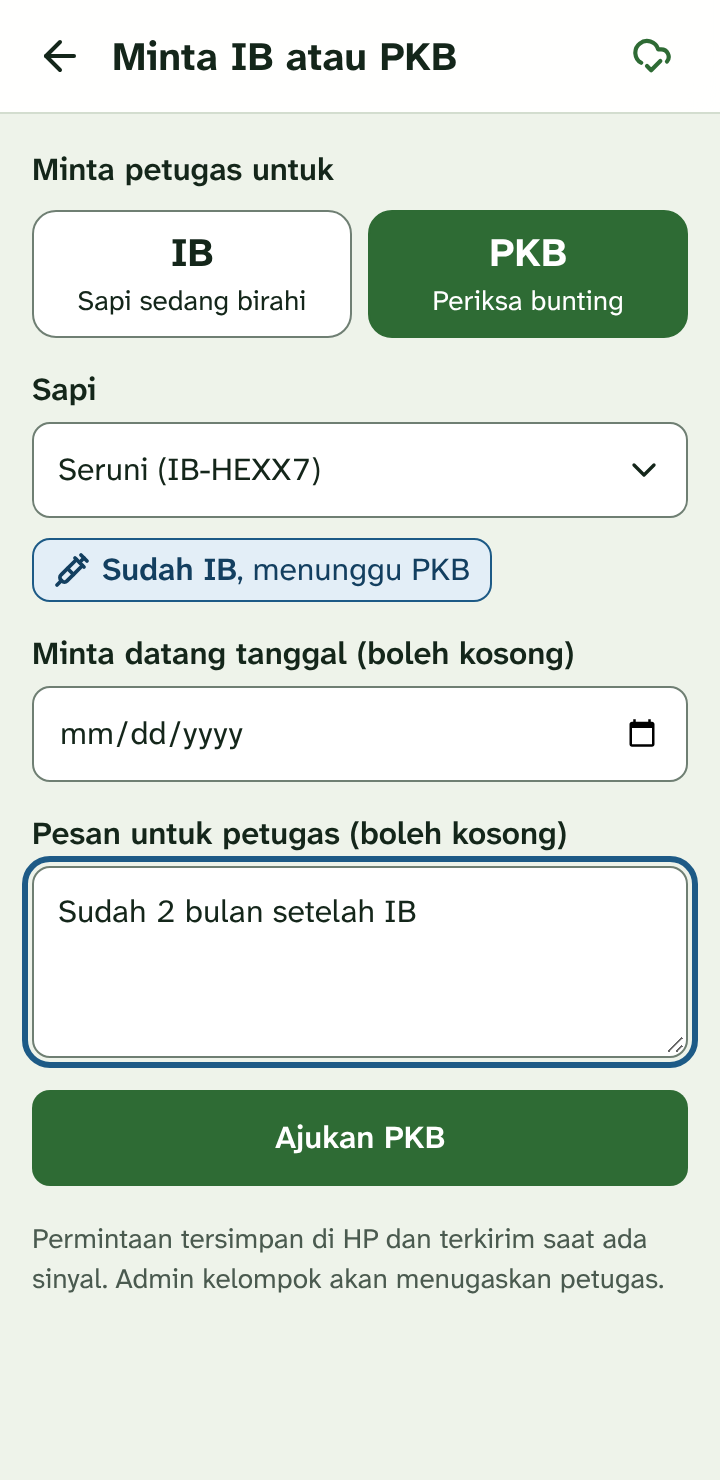 Minta IB atau PKB
Minta petugas untuk
IB
Sapi sedang birahi
PKB
Periksa bunting
Sapi
Seruni (IB-HEXX7)
Sudah IB, menunggu PKB
Minta datang tanggal (boleh kosong)
mm/dd/yyyy
Pesan untuk petugas (boleh kosong)
Sudah 2 bulan setelah IB
Ajukan PKB
Permintaan tersimpan di HP dan terkirim saat ada
sinyal. Admin kelompok akan menugaskan petugas.